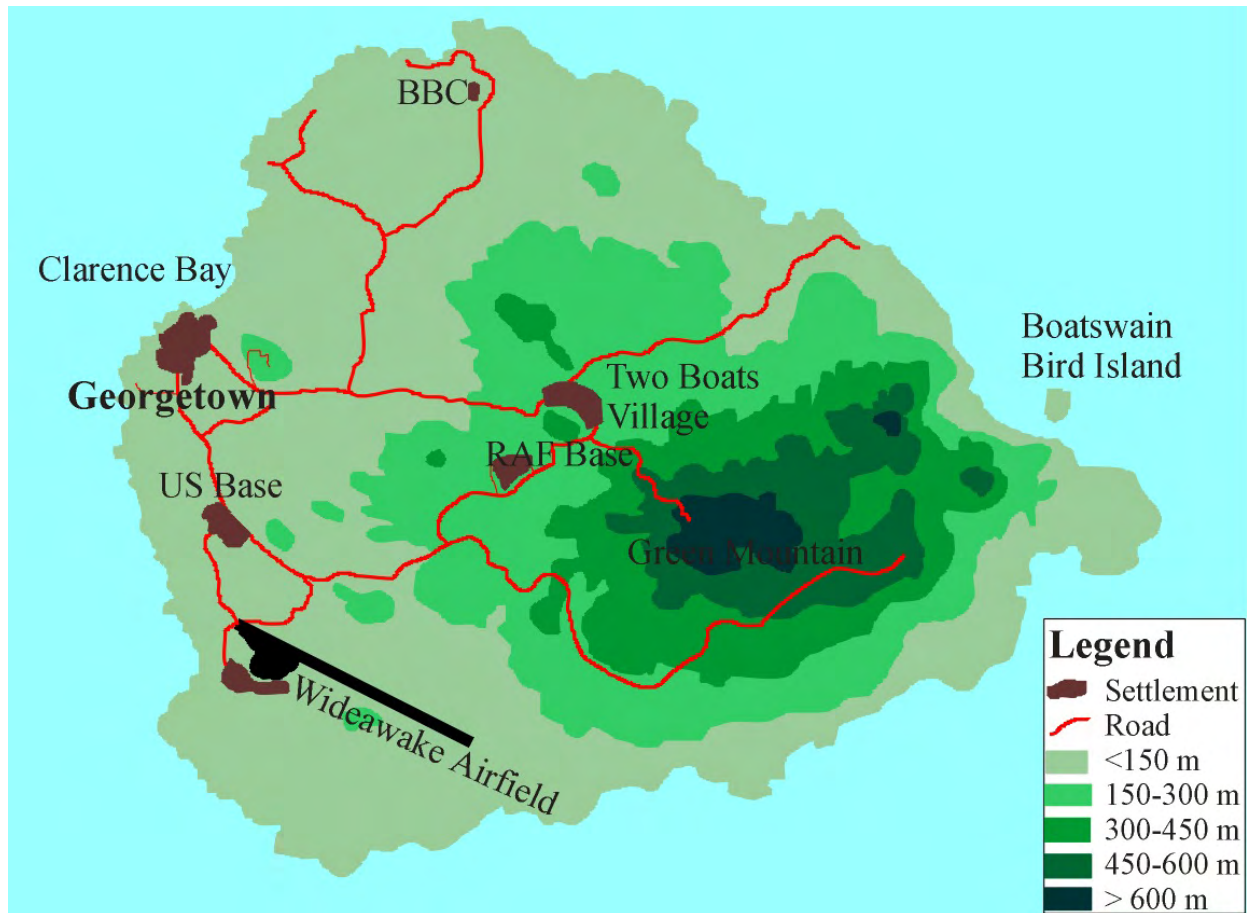 BBC
Clarence Bay
Georgetown
Boatswain
Bird Island
Two Boats
Village
RAF Base
US Base
Green Mountain
Wideawake Airfield
Legend
Settlement
Road
<150 m
150-300 m
300-450 m
450-600 m
> 600 m